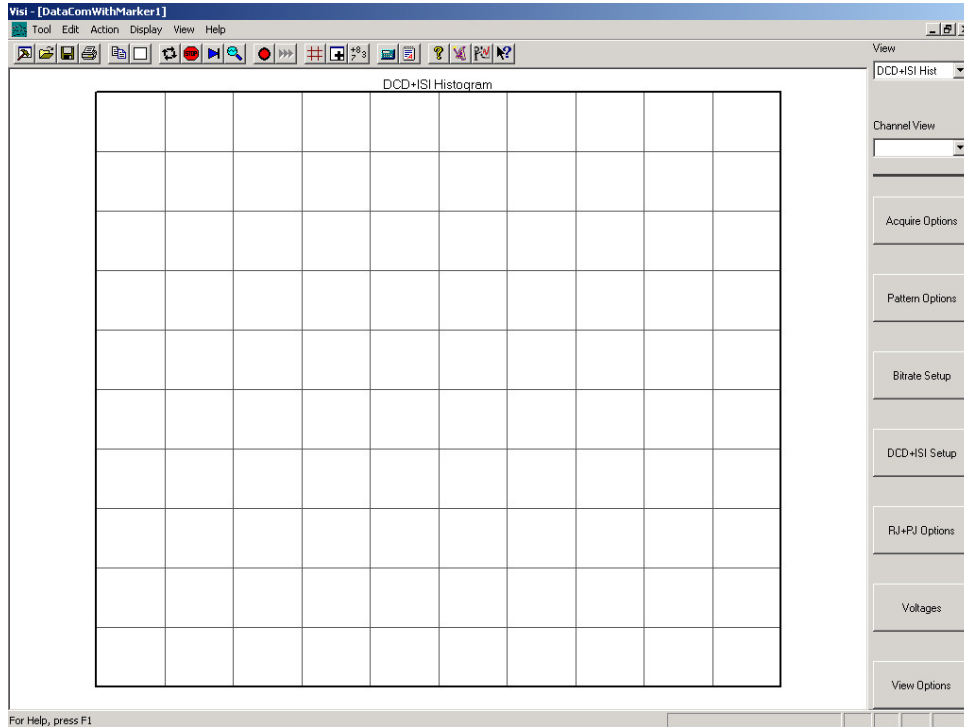 Visi - [DataComWithMarker1]
Tool Edit Action Display View Help
View
DCD+ISI Hist
DCD+ISI Histogram
Channel View
Acquire Options
Pattern Options
Bitrate Setup
DCD+ISI Setup
RJ+PJ Options
Voltages
View Options
For Help, press F1